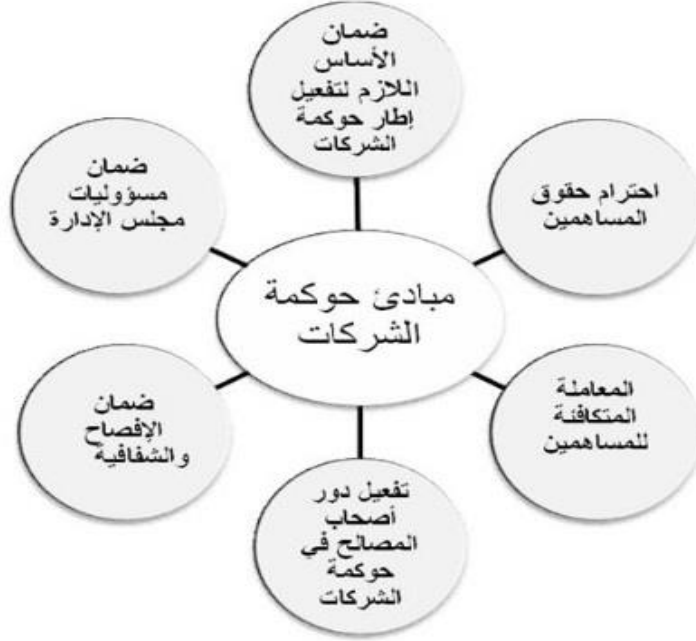 ضمان
الأساس
اللازم لتفعيل
إطار حوكمة
الشركات
احترام حقوق
المساهمين
المعاملة
المتكافئة
للمساهمين
تفعيل دور
أصحاب
المصالح في
حوكمة
الشركات
ضمان
الإفصاح
والشفافية
ضمان
مسؤوليات
مجلس الإدارة
مبادئ حوكمة
الشركات